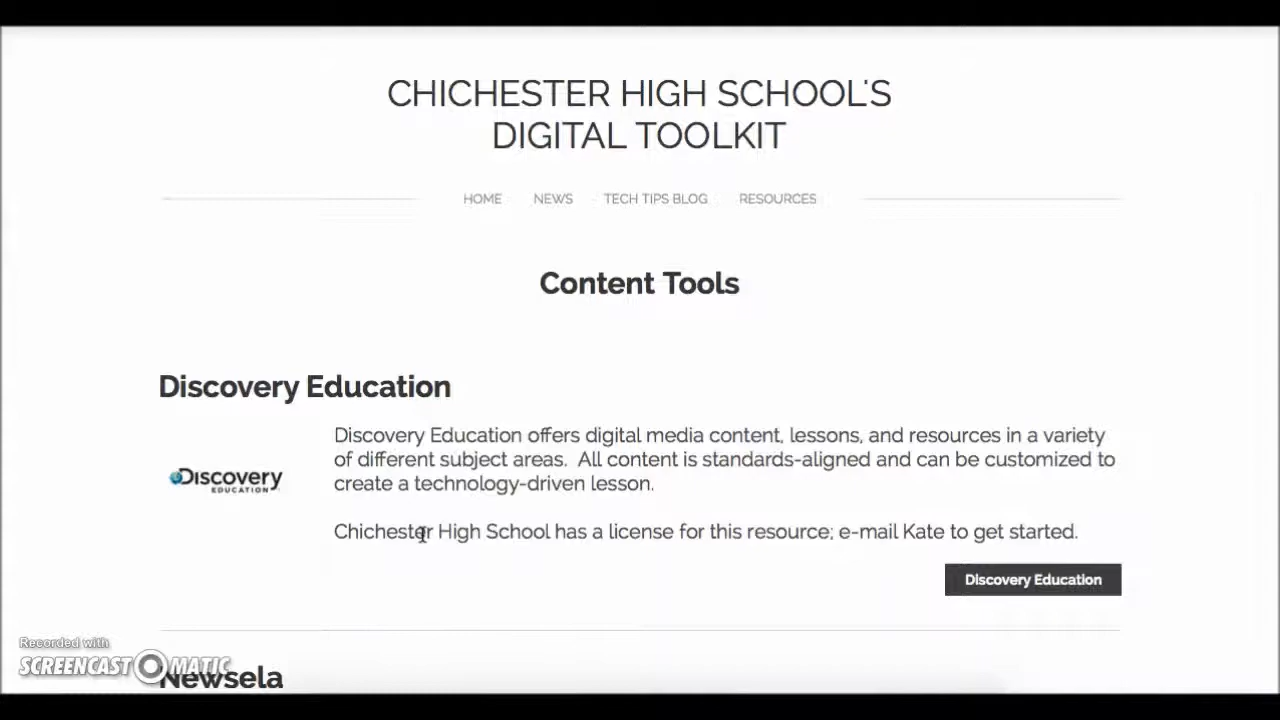 CHICHESTER HIGH SCHOOL'S
DIGITAL TOOLKIT
HOME NEWS TECH TIPS BLOG RESOURCES
Content Tools
Discovery Education
Discovery Education offers digital media content, lessons, and resources in a variety
of different subject areas. All content is standards-aligned and can be customized to
create a technology-driven lesson.
Discovery
EDUCATION
Chichester High School has a license for this resource; e-mail Kate to get started.
Discovery Education
Recorded with
SCREENCAST-O-MATIC
Newsela